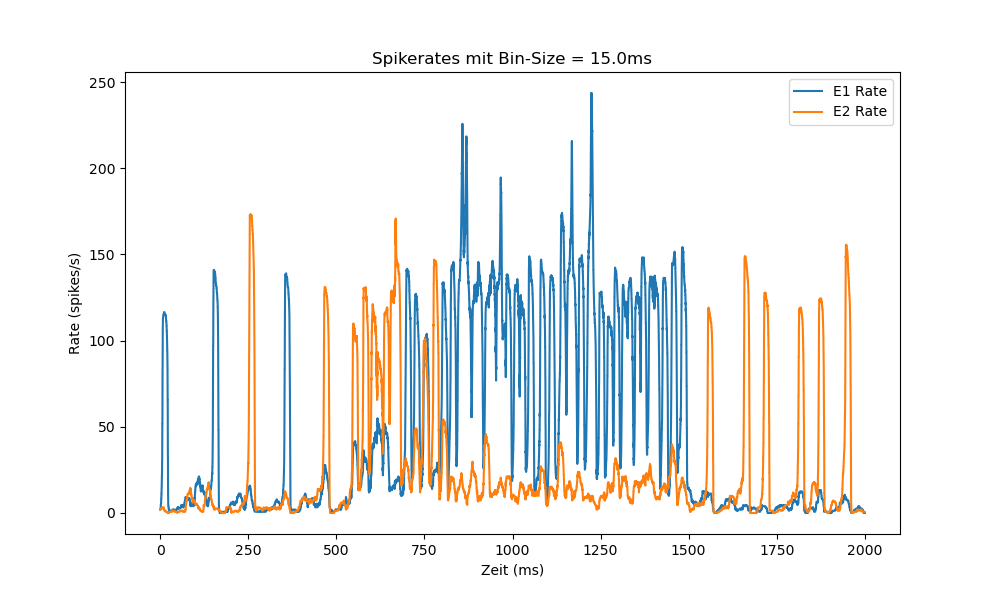 Spikerates mit Bin-Size = 15.0ms
E1 Rate
E2 Rate
Rate (spikes/s)
250
200
150
100
50
0
0 250 500 750 1000 1250 1500 1750 2000
Zeit (ms)